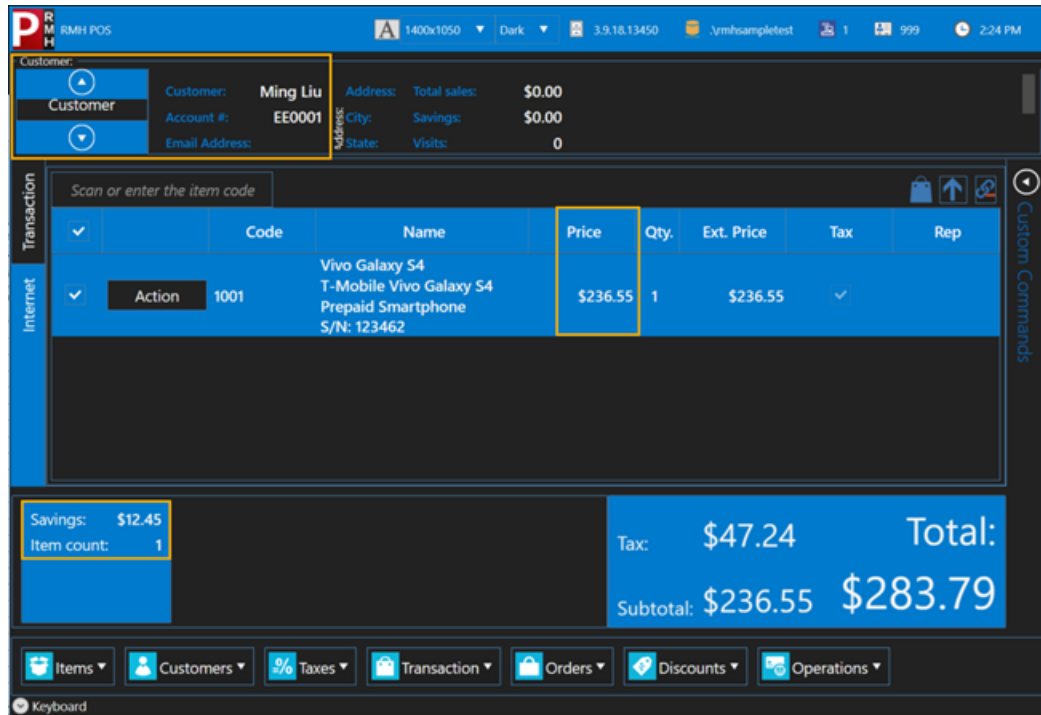 P RMH RMH POS A 1400x1050 Dark 3.9.18.13450 .\rmhsampletest 1 999 2:24 PM
Customer:
Customer
Customer: Ming Liu
Account #: EE0001
Email Address:
Address:
Address: Total sales: $0.00
City: Savings: $0.00
State: Visits: 0
Transaction
Internet
Scan or enter the item code
Custom Commands
Code Name Price Qty. Ext. Price Tax Rep
Action 1001 Vivo Galaxy S4 $236.55 1 $236.55
T-Mobile Vivo Galaxy S4
Prepaid Smartphone
S/N: 123462
Savings: $12.45
Item count: 1
Tax: $47.24 Total:
Subtotal: $236.55 $283.79
Items Customers Taxes Transaction Orders Discounts Operations
Keyboard